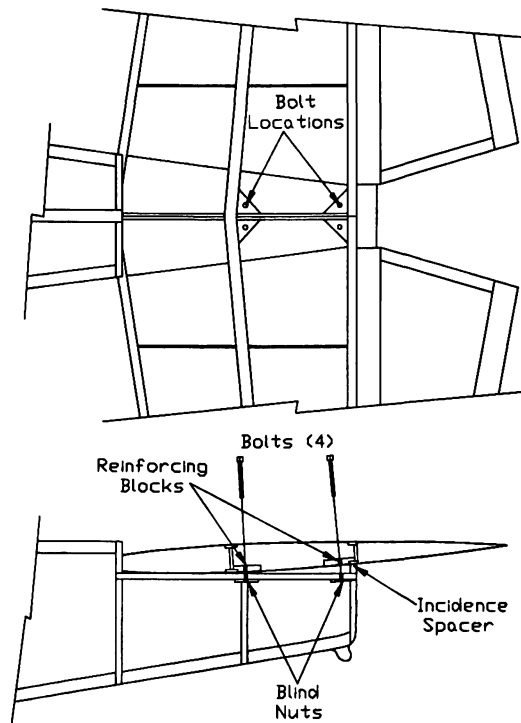 Bolt
Locations
Bolts (4)
Reinforcing
Blocks
Incidence
Spacer
Blind
Nuts